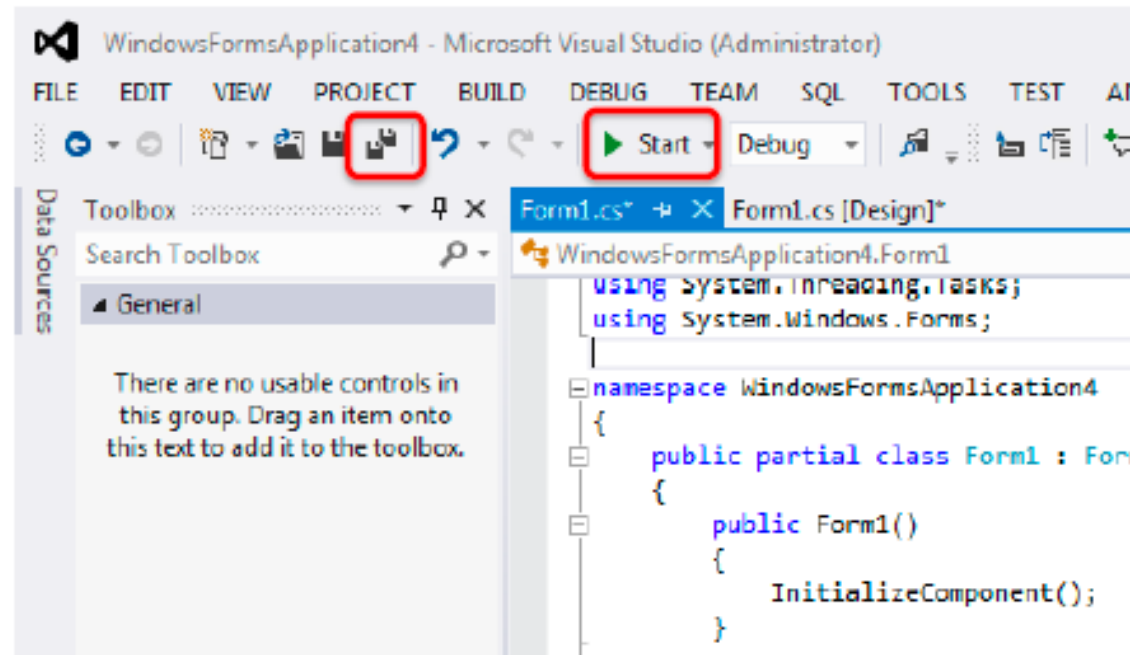 WindowsFormsApplication4 - Microsoft Visual Studio (Administrator)
FILE EDIT VIEW PROJECT BUILD DEBUG TEAM SQL TOOLS TEST AN
Start Debug
Data Sources
Toolbox
Search Toolbox
General
There are no usable controls in
this group. Drag an item onto
this text to add it to the toolbox.
Form1.cs* Form1.cs [Design]*
WindowsFormsApplication4.Form1
using System.Threading.Tasks;
using System.Windows.Forms;
namespace WindowsFormsApplication4
{
public partial class Form1 : For
{
public Form1()
{
InitializeComponent();
}